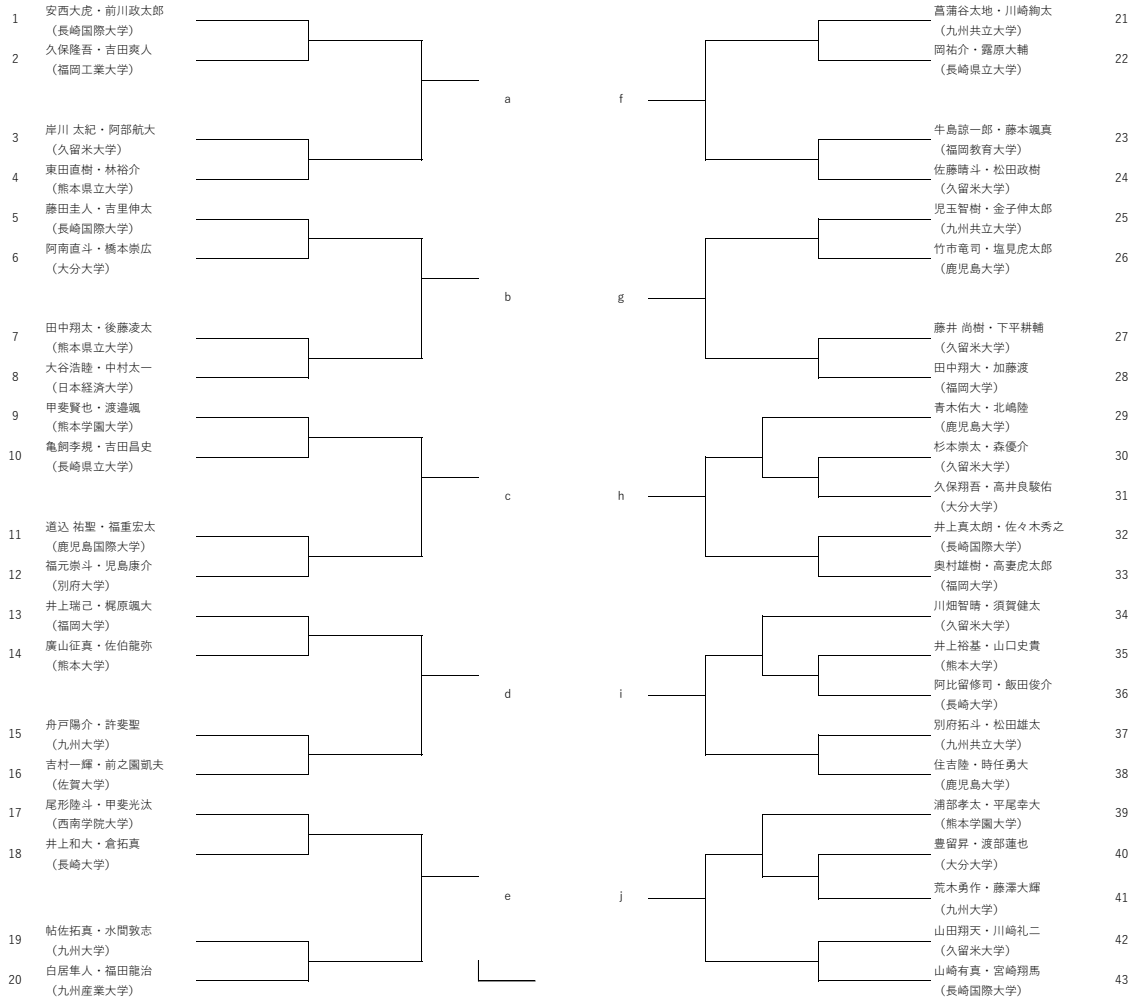 1
安西大虎・前川政太郎
（長崎国際大学）
2
久保隆吾・吉田爽人
（福岡工業大学）
a
3
岸川 太紀・阿部航大
（久留米大学）
4
東田直樹・林裕介
（熊本県立大学）
5
藤田圭人・吉里伸太
（長崎国際大学）
6
阿南直斗・橋本崇広
（大分大学）
b
7
田中翔太・後藤凌太
（熊本県立大学）
8
大谷浩睦・中村太一
（日本経済大学）
9
甲斐賢也・渡邉颯
（熊本学園大学）
10
亀飼李規・吉田昌史
（長崎県立大学）
c
11
道込 祐聖・福重宏太
（鹿児島国際大学）
12
福元崇斗・児島康介
（別府大学）
13
井上瑞己・梶原颯大
（福岡大学）
14
廣山征真・佐伯龍弥
（熊本大学）
d
15
舟戸陽介・許斐聖
（九州大学）
16
吉村一輝・前之園凱夫
（佐賀大学）
17
尾形陸斗・甲斐光汰
（西南学院大学）
18
井上和大・倉拓真
（長崎大学）
e
19
帖佐拓真・水間敦志
（九州大学）
20
白居隼人・福田龍治
（九州産業大学）
菖蒲谷太地・川崎絢太
（九州共立大学）
21
岡祐介・露原大輔
（長崎県立大学）
22
f
牛島諒一郎・藤本颯真
（福岡教育大学）
23
佐藤晴斗・松田政樹
（久留米大学）
24
児玉智樹・金子伸太郎
（九州共立大学）
25
竹市竜司・塩見虎太郎
（鹿児島大学）
26
g
藤井 尚樹・下平耕輔
（久留米大学）
27
田中翔大・加藤渡
（福岡大学）
28
青木佑大・北嶋陸
（鹿児島大学）
29
杉本崇太・森優介
（久留米大学）
30
久保翔吾・高井良駿佑
（大分大学）
31
h
井上真太朗・佐々木秀之
（長崎国際大学）
32
奥村雄樹・高妻虎太郎
（福岡大学）
33
川畑智晴・須賀健太
（久留米大学）
34
井上裕基・山口史貴
（熊本大学）
35
阿比留修司・飯田俊介
（長崎大学）
36
i
別府拓斗・松田雄太
（九州共立大学）
37
住吉陸・時任勇大
（鹿児島大学）
38
浦部孝太・平尾幸大
（熊本学園大学）
39
豊留昇・渡部蓮也
（大分大学）
40
荒木勇作・藤澤大輝
（九州大学）
41
j
山田翔天・川﨑礼二
（久留米大学）
42
山崎有真・宮崎翔馬
（長崎国際大学）
43